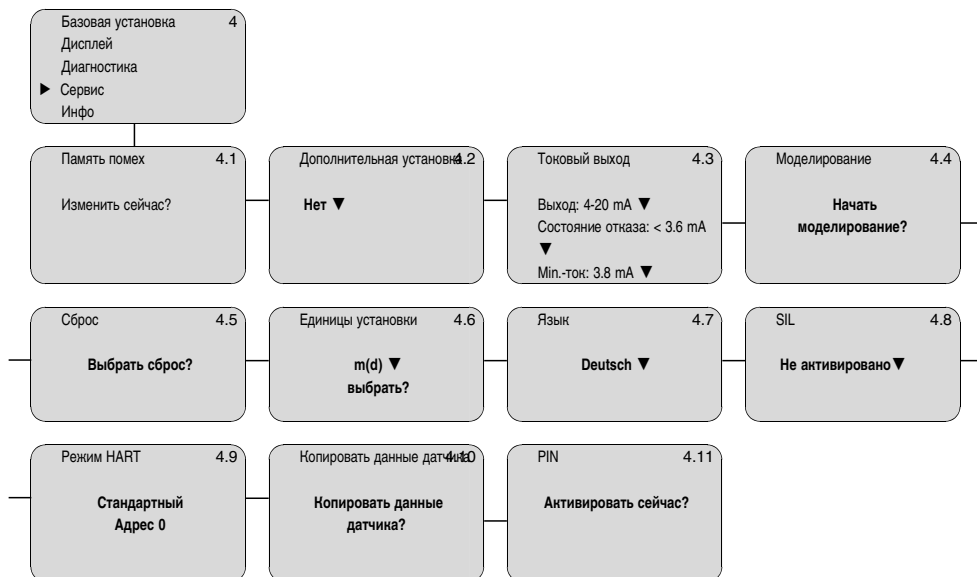 Базовая установка 4
Дисплей
Диагностика
▶ Сервис
Инфо
Память помех 4.1
Изменить сейчас?
Дополнительная установка 4.2
Нет ▼
Токовый выход 4.3
Выход: 4-20 mA ▼
Состояние отказа: < 3.6 mA
▼
Min.-ток: 3.8 mA ▼
Моделирование 4.4
Начать
моделирование?
Сброс 4.5
Выбрать сброс?
Единицы установки 4.6
m(d) ▼
выбрать?
Язык 4.7
Deutsch ▼
SIL 4.8
Не активировано ▼
Режим HART 4.9
Стандартный
Адрес 0
Копировать данные датчика 4.10
Копировать данные
датчика?
PIN 4.11
Активировать сейчас?